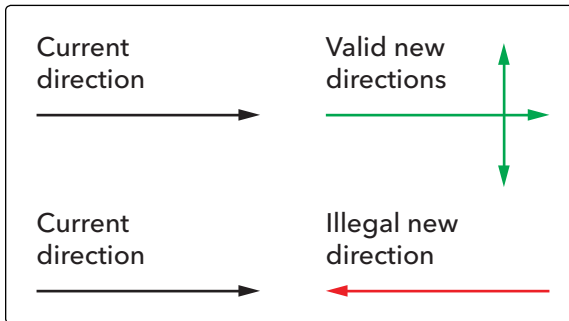 Current
direction
Valid new
directions
Current
direction
Illegal new
direction